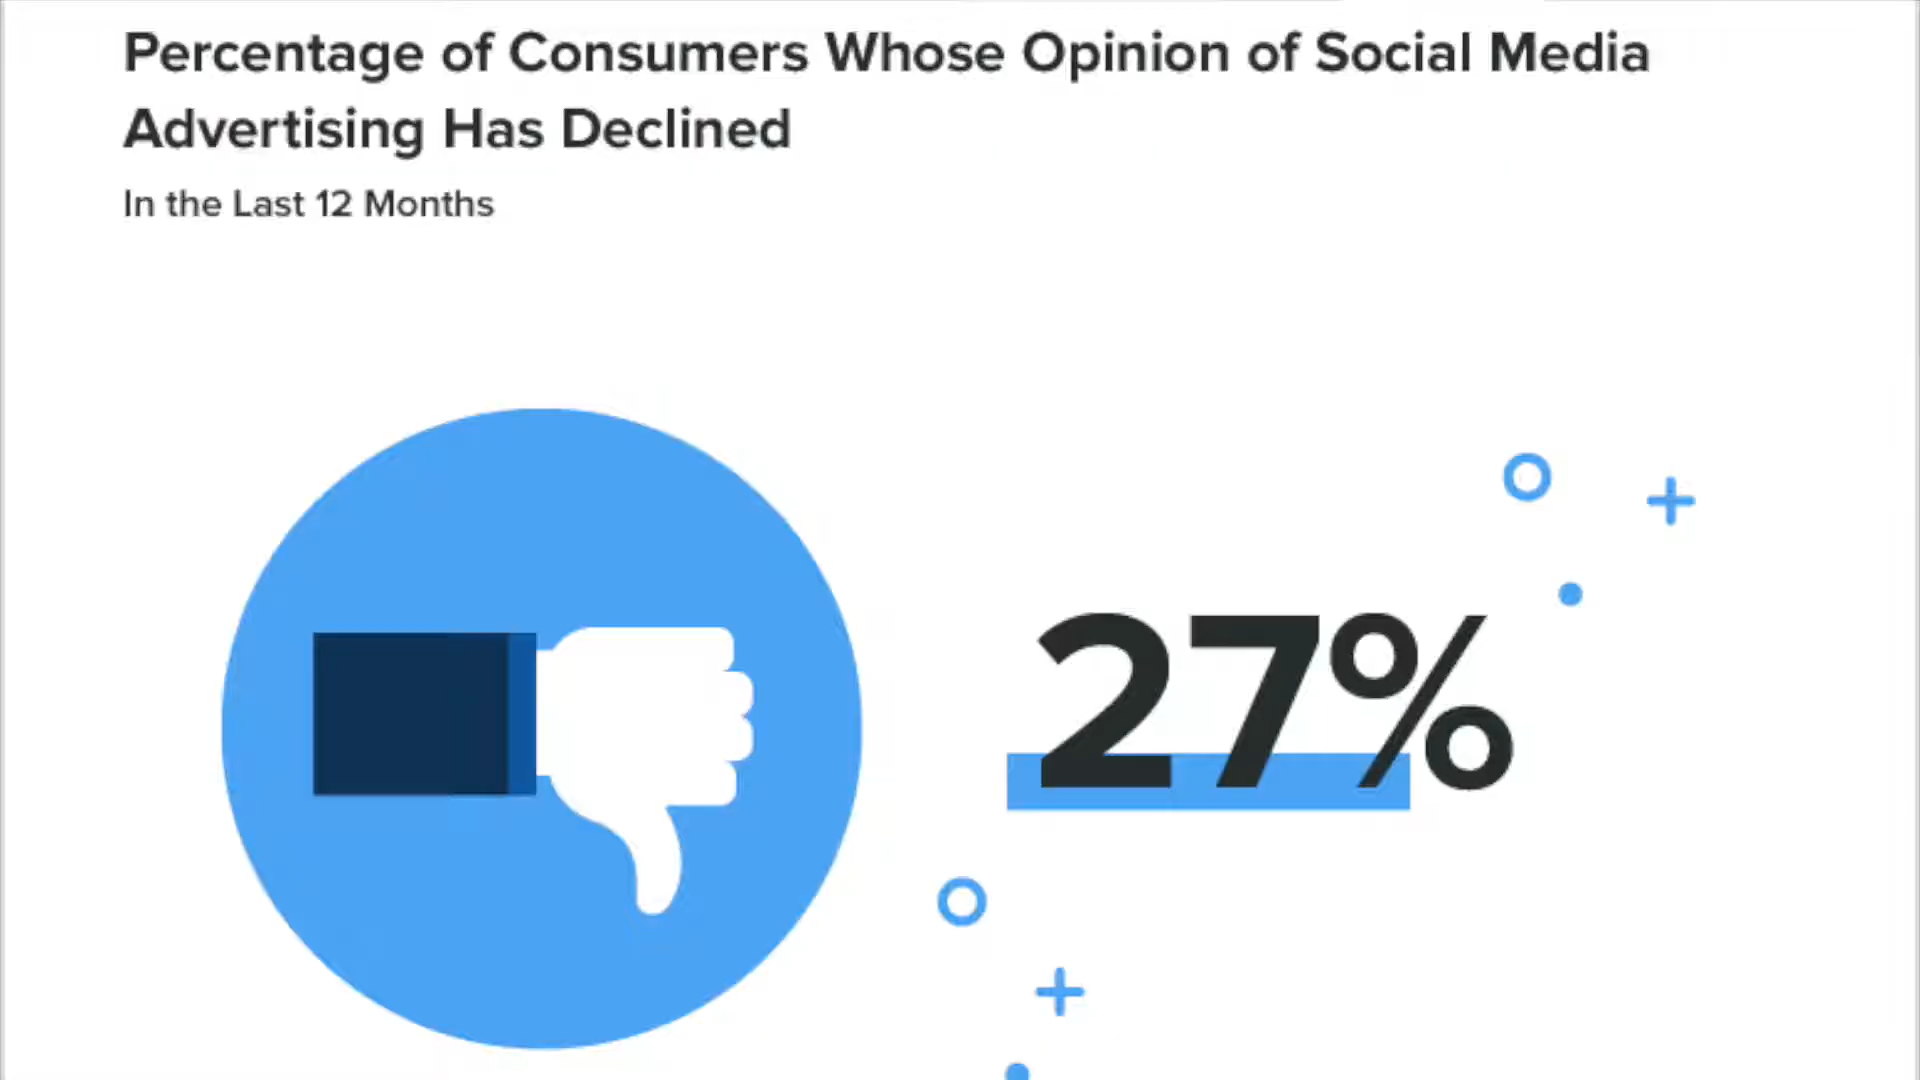 Percentage of Consumers Whose Opinion of Social Media
Advertising Has Declined
In the Last 12 Months
27%